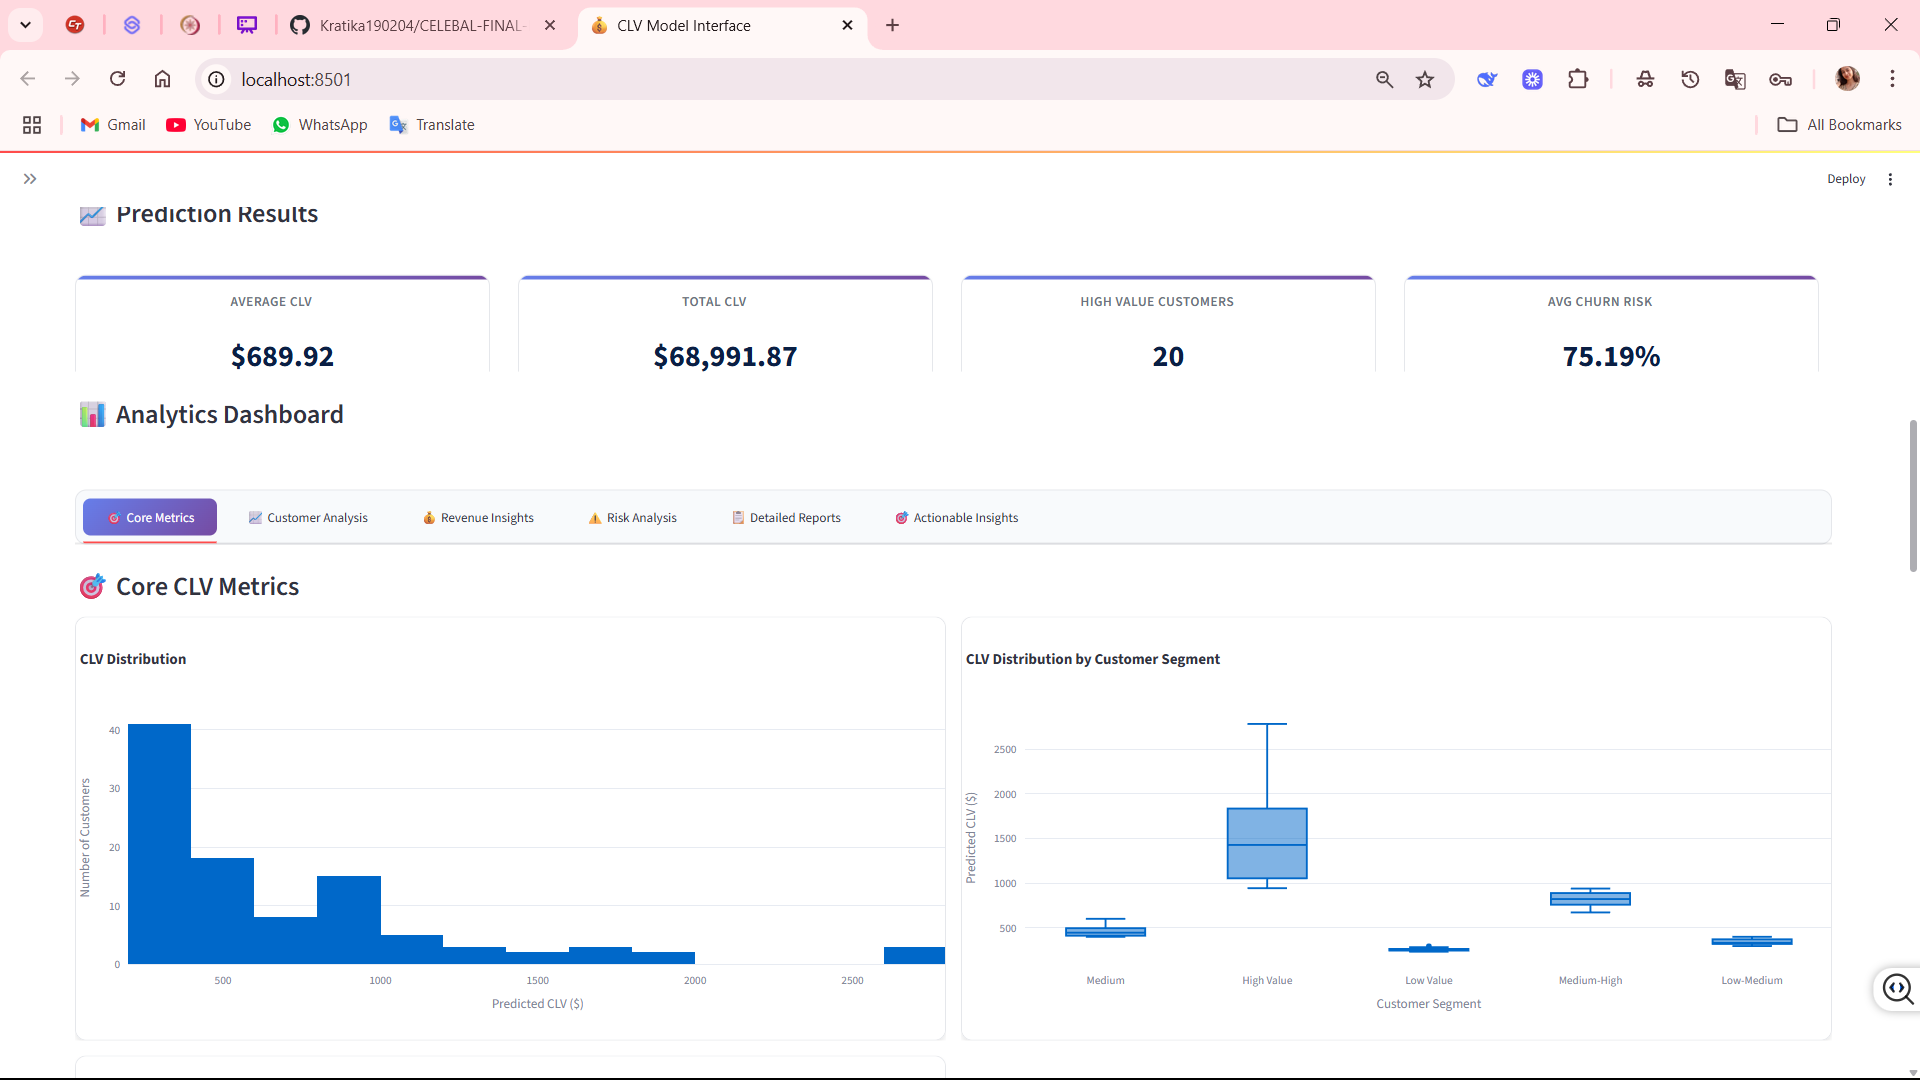 Kratika190204/CELEBAL-FINAL-
CLV Model Interface
localhost:8501
Gmail
YouTube
WhatsApp
Translate
All Bookmarks
Deploy
Prediction Results
AVERAGE CLV
$689.92
TOTAL CLV
$68,991.87
HIGH VALUE CUSTOMERS
20
AVG CHURN RISK
75.19%
Analytics Dashboard
Core Metrics
Customer Analysis
Revenue Insights
Risk Analysis
Detailed Reports
Actionable Insights
Core CLV Metrics
CLV Distribution
Number of Customers
40
30
20
10
0
500
1000
1500
2000
2500
Predicted CLV ($)
CLV Distribution by Customer Segment
Predicted CLV ($)
2500
2000
1500
1000
500
Medium
High Value
Low Value
Medium-High
Low-Medium
Customer Segment